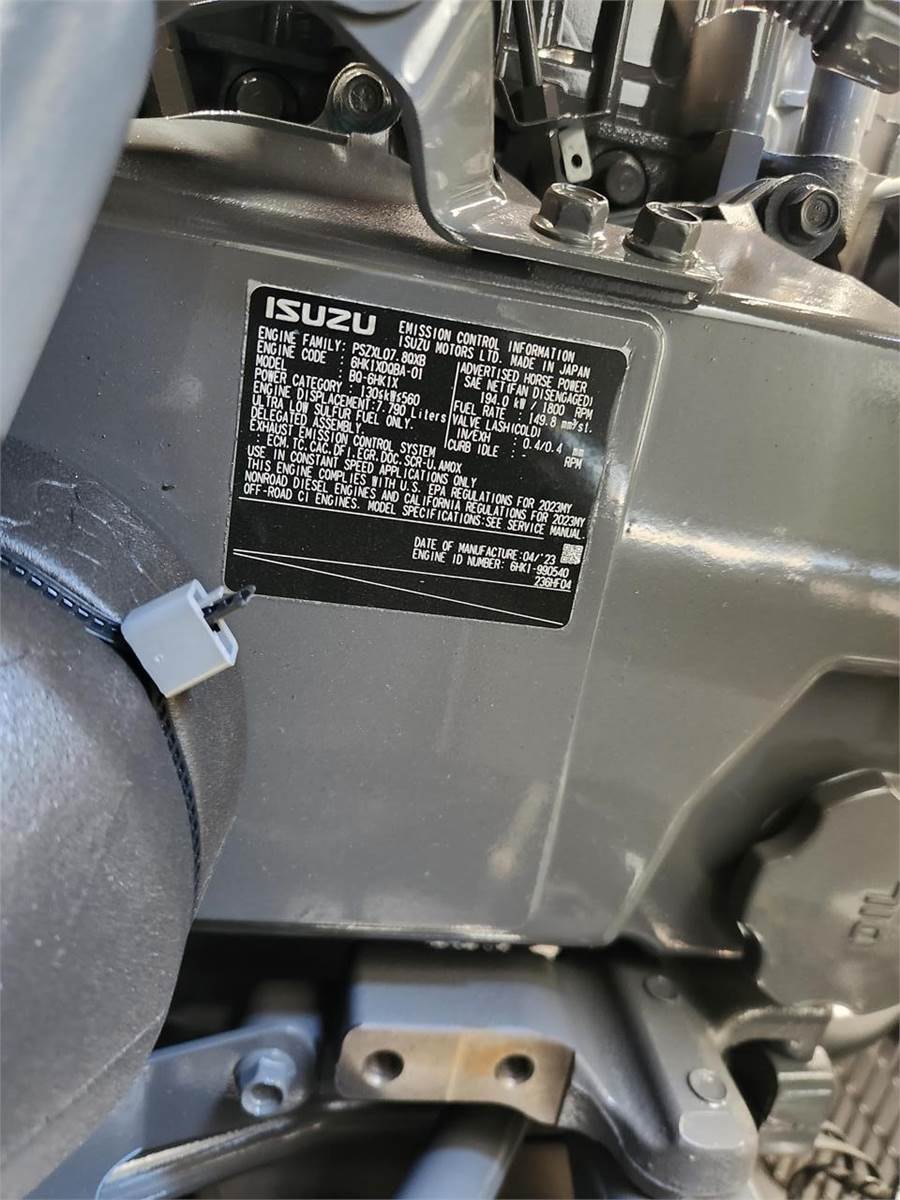 ISUZU
EMISSION CONTROL INFORMATION
ISUZU MOTORS LTD. MADE IN JAPAN
ENGINE FAMILY: PSZXL07.8QXB
ENGINE CODE : 6HK1XDQBA-01
MODEL : BQ-6HK1X
POWER CATEGORY : 130≤kW≤560
ENGINE DISPLACEMENT:7.790 Liters
ULTRA LOW SULFUR FUEL ONLY.
DELEGATED ASSEMBLY.
EXHAUST EMISSION CONTROL SYSTEM
: ECM.TC.CAC.DFI.EGR.DOC.SCR-U.AMOX
ADVERTISED HORSE POWER
SAE NET(FAN DISENGAGED)
194.0 kW / 1800 RPM
FUEL RATE : 149.8 mm³/st.
VALVE LASH(COLD)
IN/EXH : 0.4/0.4 mm
CURB IDLE : - RPM
USE IN CONSTANT SPEED APPLICATIONS ONLY
THIS ENGINE COMPLIES WITH U.S. EPA REGULATIONS FOR 2023MY
NONROAD DIESEL ENGINES AND CALIFORNIA REGULATIONS FOR 2023MY
OFF-ROAD CI ENGINES. MODEL SPECIFICATIONS:SEE SERVICE MANUAL.
DATE OF MANUFACTURE:04/'23
ENGINE ID NUMBER: 6HK1-990540
236HF04
OIL